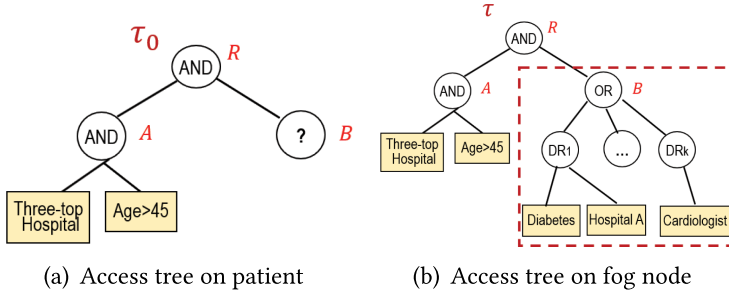 τ₀
R
AND
AND
A
?
B
Three-top
Hospital
Age>45
(a) Access tree on patient
τ
R
AND
AND
A
OR
B
Three-top
Hospital
Age>45
DR₁
...
DRₖ
Diabetes
Hospital A
Cardiologist
(b) Access tree on fog node